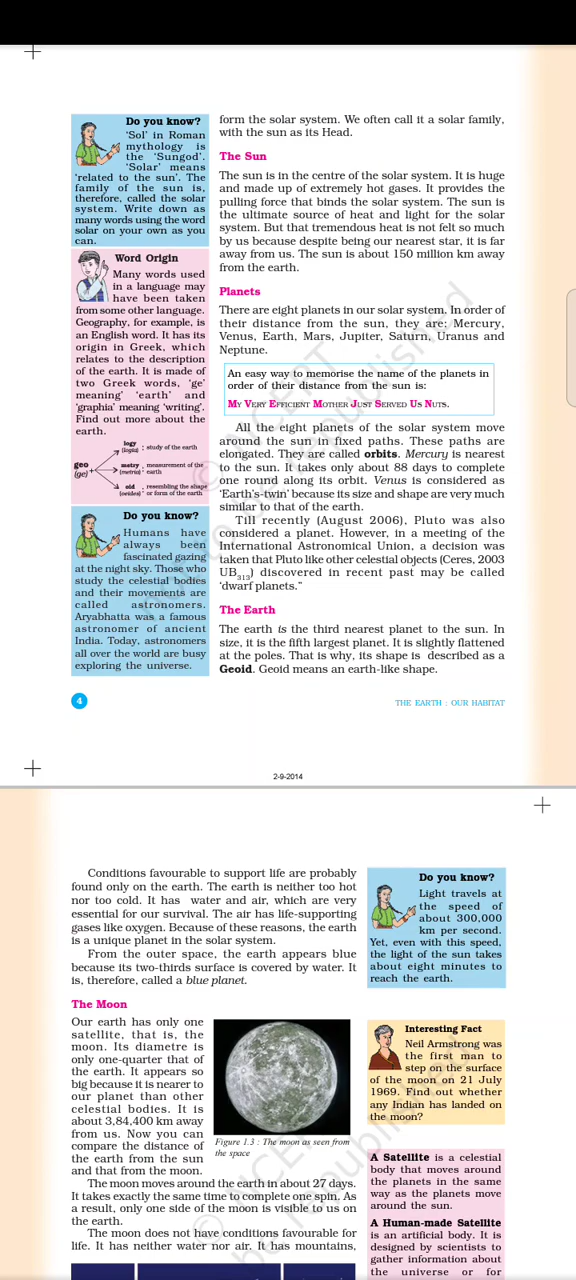 Do you know?
'Sol' in Roman
mythology is
the 'Sungod'.
'Solar' means
'related to the sun'. The
family of the sun is,
therefore, called the solar
system. Write down as
many words using the word
solar on your own as you
can.
Word Origin
Many words used
in a language may
have been taken
from some other language.
Geography, for example, is
an English word. It has its
origin in Greek, which
relates to the description
of the earth. It is made of
two Greek words, 'ge'
meaning' 'earth' and
'graphia' meaning 'writing'.
Find out more about the
earth.
geo
(ge)
logy
(logia) ; study of the earth
metry , measurement of the
(metria) ' earth
oid , resembling the shape
(oeides) ' or form of the earth
Do you know?
Humans have
always been
fascinated gazing
at the night sky. Those who
study the celestial bodies
and their movements are
called astronomers.
Aryabhatta was a famous
astronomer of ancient
India. Today, astronomers
all over the world are busy
exploring the universe.
form the solar system. We often call it a solar family,
with the sun as its Head.
The Sun
The sun is in the centre of the solar system. It is huge
and made up of extremely hot gases. It provides the
pulling force that binds the solar system. The sun is
the ultimate source of heat and light for the solar
system. But that tremendous heat is not felt so much
by us because despite being our nearest star, it is far
away from us. The sun is about 150 million km away
from the earth.
Planets
There are eight planets in our solar system. In order of
their distance from the sun, they are: Mercury,
Venus, Earth, Mars, Jupiter, Saturn, Uranus and
Neptune.
An easy way to memorise the name of the planets in
order of their distance from the sun is:
MY VERY EFFICIENT MOTHER JUST SERVED US NUTS.
All the eight planets of the solar system move
around the sun in fixed paths. These paths are
elongated. They are called orbits. Mercury is nearest
to the sun. It takes only about 88 days to complete
one round along its orbit. Venus is considered as
'Earth's-twin' because its size and shape are very much
similar to that of the earth.
Till recently (August 2006), Pluto was also
considered a planet. However, in a meeting of the
International Astronomical Union, a decision was
taken that Pluto like other celestial objects (Ceres, 2003
UB313) discovered in recent past may be called
'dwarf planets."
The Earth
The earth is the third nearest planet to the sun. In
size, it is the fifth largest planet. It is slightly flattened
at the poles. That is why, its shape is described as a
Geoid. Geoid means an earth-like shape.
4
THE EARTH : OUR HABITAT
2-9-2014
Conditions favourable to support life are probably
found only on the earth. The earth is neither too hot
nor too cold. It has water and air, which are very
essential for our survival. The air has life-supporting
gases like oxygen. Because of these reasons, the earth
is a unique planet in the solar system.
From the outer space, the earth appears blue
because its two-thirds surface is covered by water. It
is, therefore, called a blue planet.
The Moon
Our earth has only one
satellite, that is, the
moon. Its diametre is
only one-quarter that of
the earth. It appears so
big because it is nearer to
our planet than other
celestial bodies. It is
about 3,84,400 km away
from us. Now you can
compare the distance of
the earth from the sun
and that from the moon.
Figure 1.3 : The moon as seen from
the space
The moon moves around the earth in about 27 days.
It takes exactly the same time to complete one spin. As
a result, only one side of the moon is visible to us on
the earth.
The moon does not have conditions favourable for
life. It has neither water nor air. It has mountains,
Do you know?
Light travels at
the speed of
about 300,000
km per second.
Yet, even with this speed,
the light of the sun takes
about eight minutes to
reach the earth.
Interesting Fact
Neil Armstrong was
the first man to
step on the surface
of the moon on 21 July
1969. Find out whether
any Indian has landed on
the moon?
A Satellite is a celestial
body that moves around
the planets in the same
way as the planets move
around the sun.
A Human-made Satellite
is an artificial body. It is
designed by scientists to
gather information about
the universe or for
© NCERT
not to be republished
© NCERT
be republished